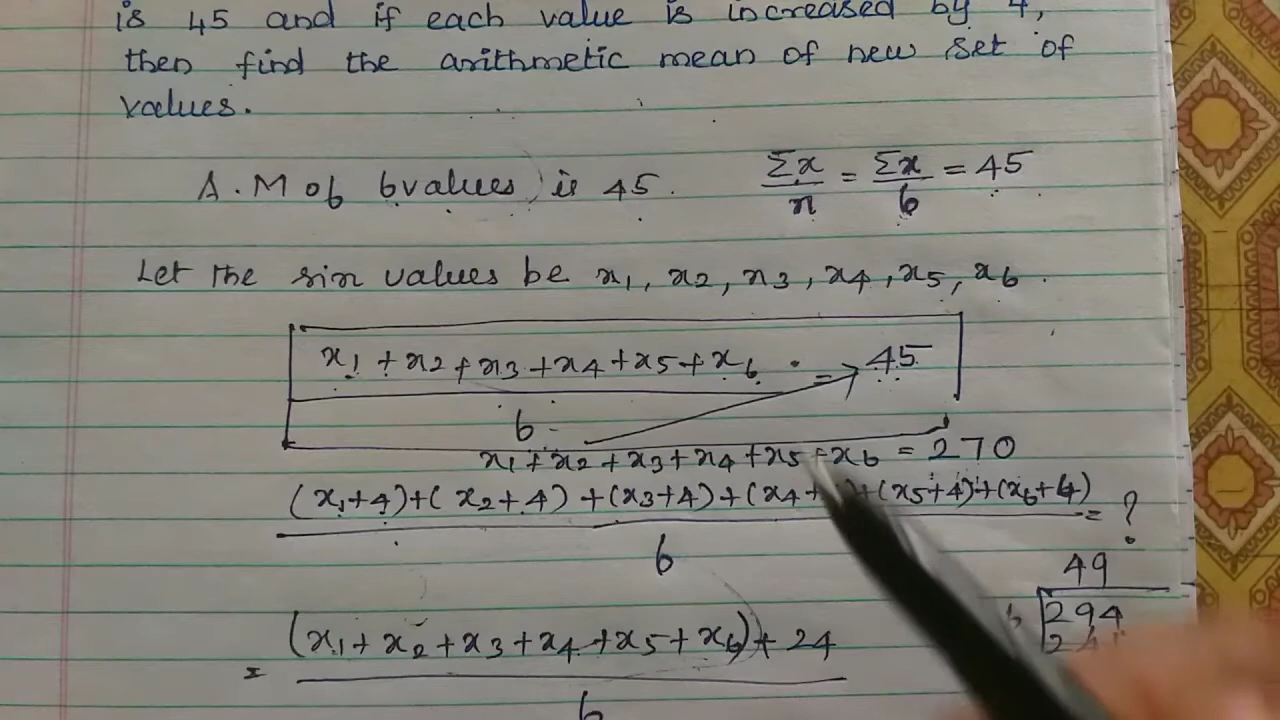 is 45 and if each value is increased by 4,
then find the arithmetic mean of new set of
values.
A.M of 6 values is 45. Σx/n = Σx/6 = 45
Let the six values be x1, x2, x3, x4, x5, x6.
x1 + x2 + x3 + x4 + x5 + x6 = 45
6
x1 + x2 + x3 + x4 + x5 + x6 = 270
(x1+4)+(x2+4)+(x3+4)+(x4+ )+(x5+4)+(x6+4) = ?
6
49
294
= (x1 + x2 + x3 + x4 + x5 + x6) + 24
6